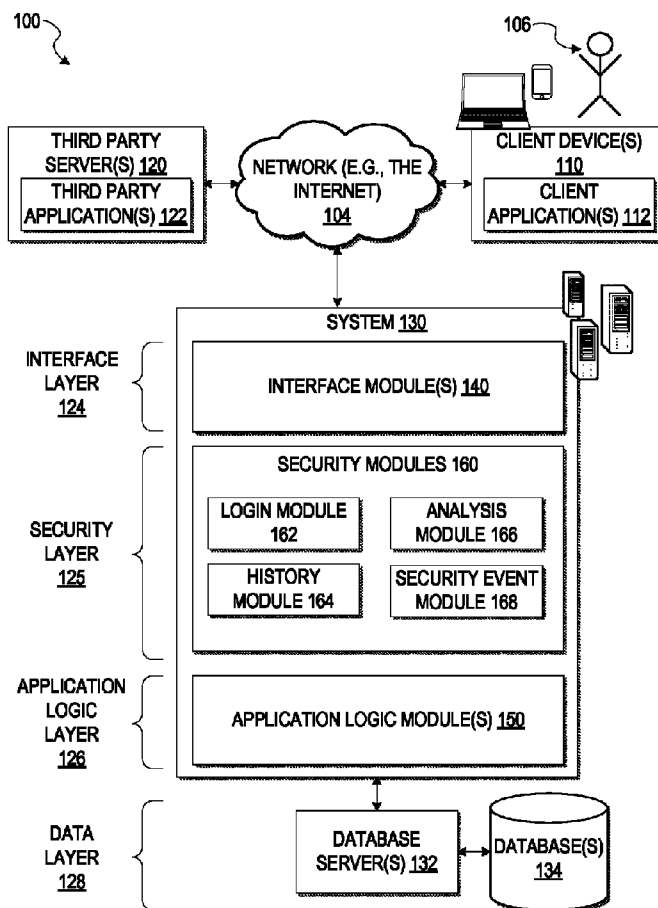 100
106
THIRD PARTY
SERVER(S) 120
THIRD PARTY
APPLICATION(S) 122
NETWORK (E.G., THE
INTERNET)
104
CLIENT DEVICE(S)
110
CLIENT
APPLICATION(S) 112
SYSTEM 130
INTERFACE
LAYER
124
INTERFACE MODULE(S) 140
SECURITY
LAYER
125
SECURITY MODULES 160
LOGIN MODULE
162
ANALYSIS
MODULE 166
HISTORY
MODULE 164
SECURITY EVENT
MODULE 168
APPLICATION
LOGIC
LAYER
126
APPLICATION LOGIC MODULE(S) 150
DATA
LAYER
128
DATABASE
SERVER(S) 132
DATABASE(S)
134